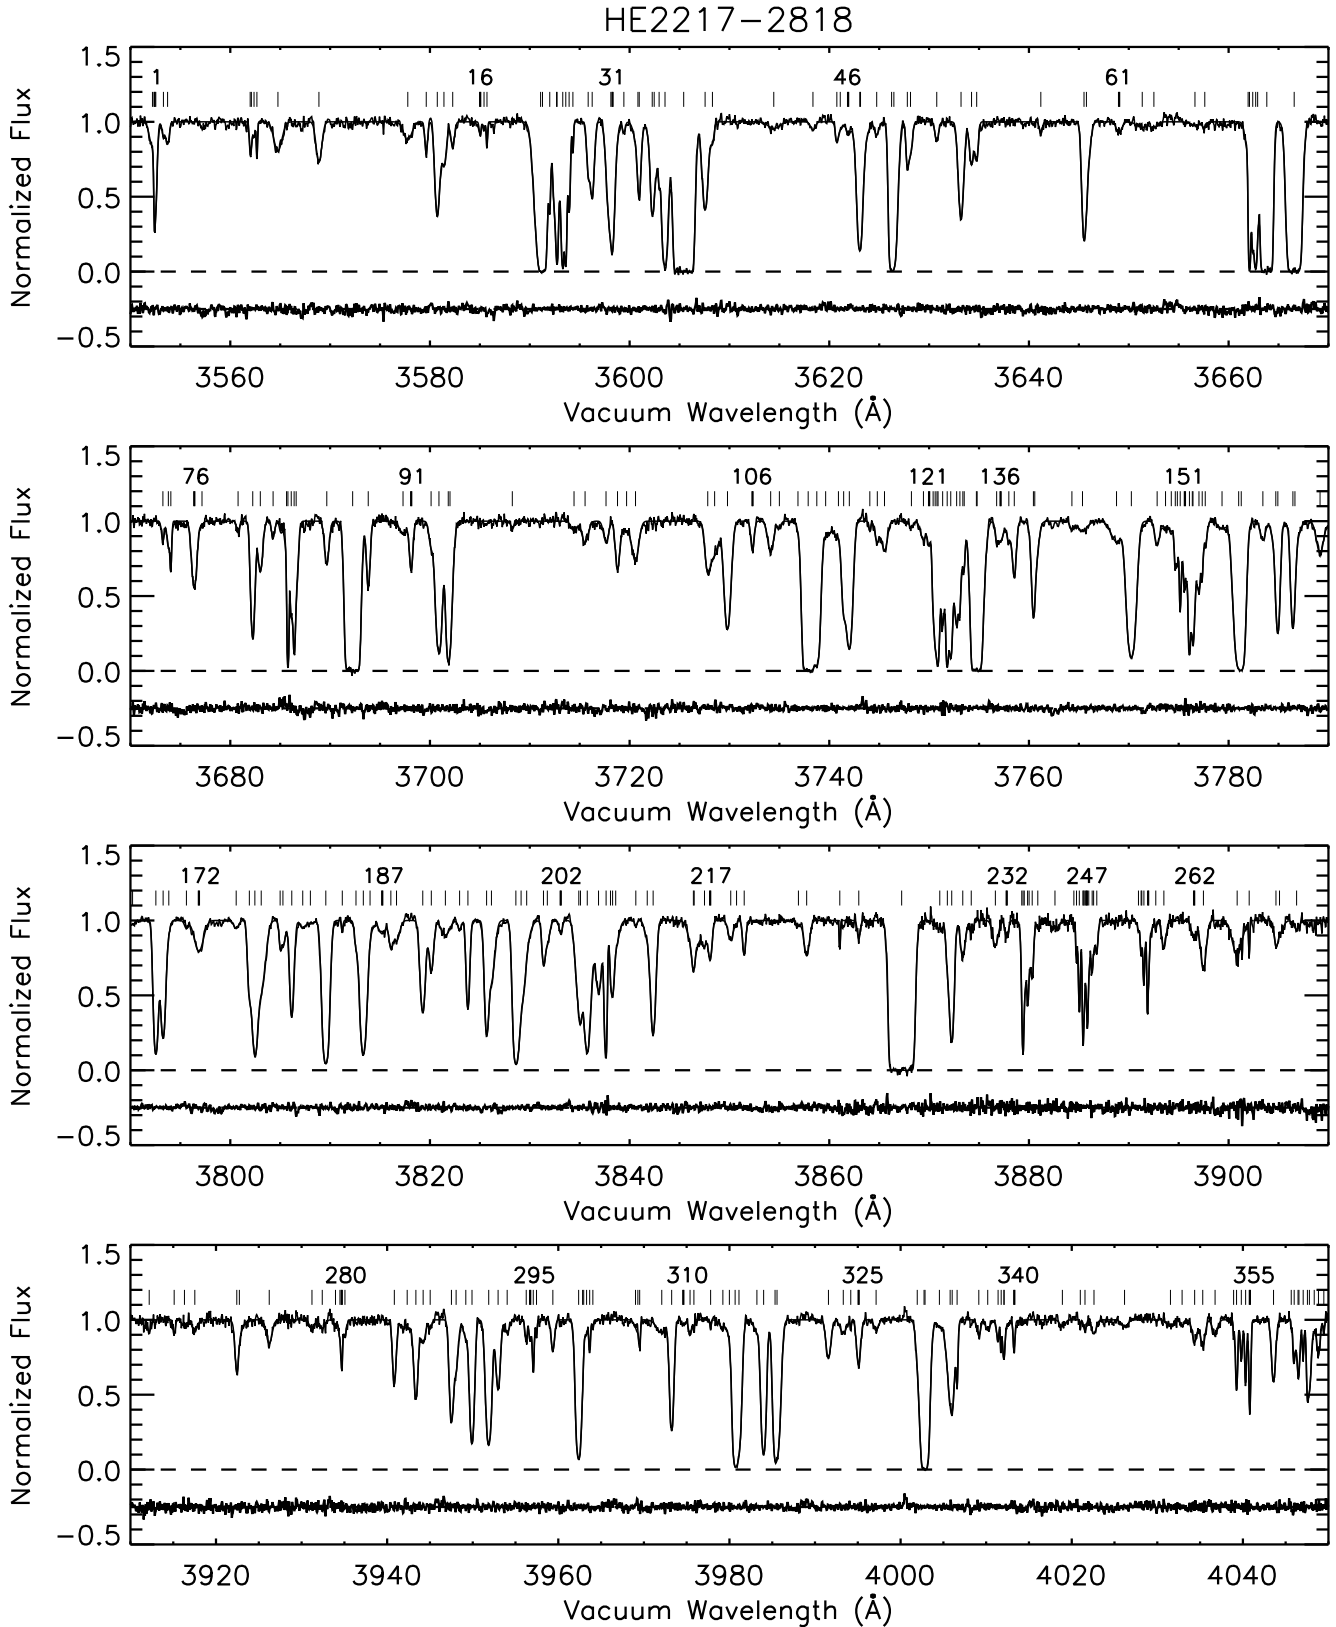 HE2217−2818
1.5
1 16 31 46 61
1.0
0.5
0.0
−0.5
Normalized Flux
3560 3580 3600 3620 3640 3660
Vacuum Wavelength (Å)
1.5
76 91 106 121 136 151
1.0
0.5
0.0
−0.5
Normalized Flux
3680 3700 3720 3740 3760 3780
Vacuum Wavelength (Å)
1.5
172 187 202 217 232 247 262
1.0
0.5
0.0
−0.5
Normalized Flux
3800 3820 3840 3860 3880 3900
Vacuum Wavelength (Å)
1.5
280 295 310 325 340 355
1.0
0.5
0.0
−0.5
Normalized Flux
3920 3940 3960 3980 4000 4020 4040
Vacuum Wavelength (Å)